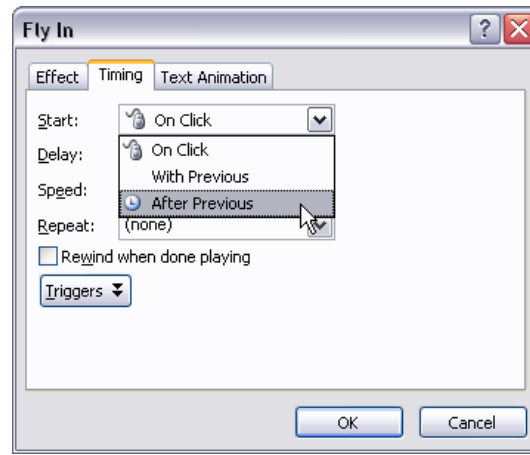 Fly In
Effect Timing Text Animation
Start: On Click
Delay: On Click
With Previous
Speed: After Previous
Repeat: (none)
Rewind when done playing
Triggers
OK Cancel